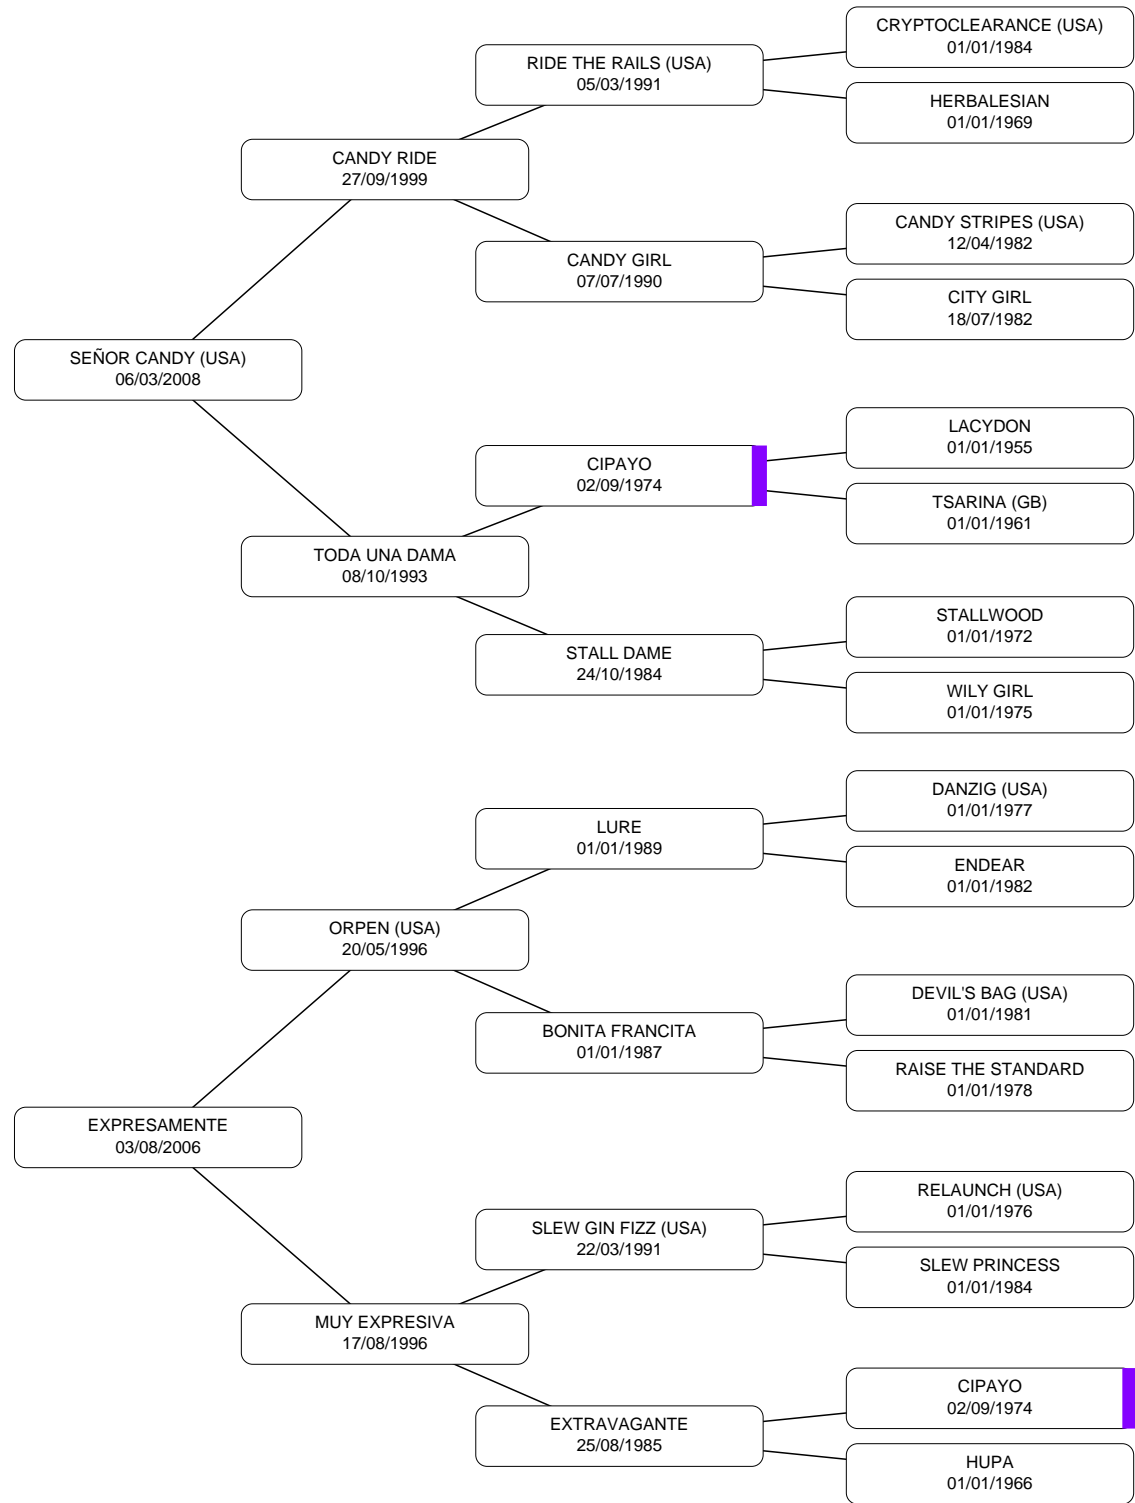 CRYPTOCLEARANCE (USA)
01/01/1984
RIDE THE RAILS (USA)
05/03/1991
HERBALESIAN
01/01/1969
CANDY RIDE
27/09/1999
CANDY STRIPES (USA)
12/04/1982
CANDY GIRL
07/07/1990
CITY GIRL
18/07/1982
SEÑOR CANDY (USA)
06/03/2008
LACYDON
01/01/1955
CIPAYO
02/09/1974
TSARINA (GB)
01/01/1961
TODA UNA DAMA
08/10/1993
STALLWOOD
01/01/1972
STALL DAME
24/10/1984
WILY GIRL
01/01/1975
DANZIG (USA)
01/01/1977
LURE
01/01/1989
ENDEAR
01/01/1982
ORPEN (USA)
20/05/1996
DEVIL'S BAG (USA)
01/01/1981
BONITA FRANCITA
01/01/1987
RAISE THE STANDARD
01/01/1978
EXPRESAMENTE
03/08/2006
RELAUNCH (USA)
01/01/1976
SLEW GIN FIZZ (USA)
22/03/1991
SLEW PRINCESS
01/01/1984
MUY EXPRESIVA
17/08/1996
CIPAYO
02/09/1974
EXTRAVAGANTE
25/08/1985
HUPA
01/01/1966